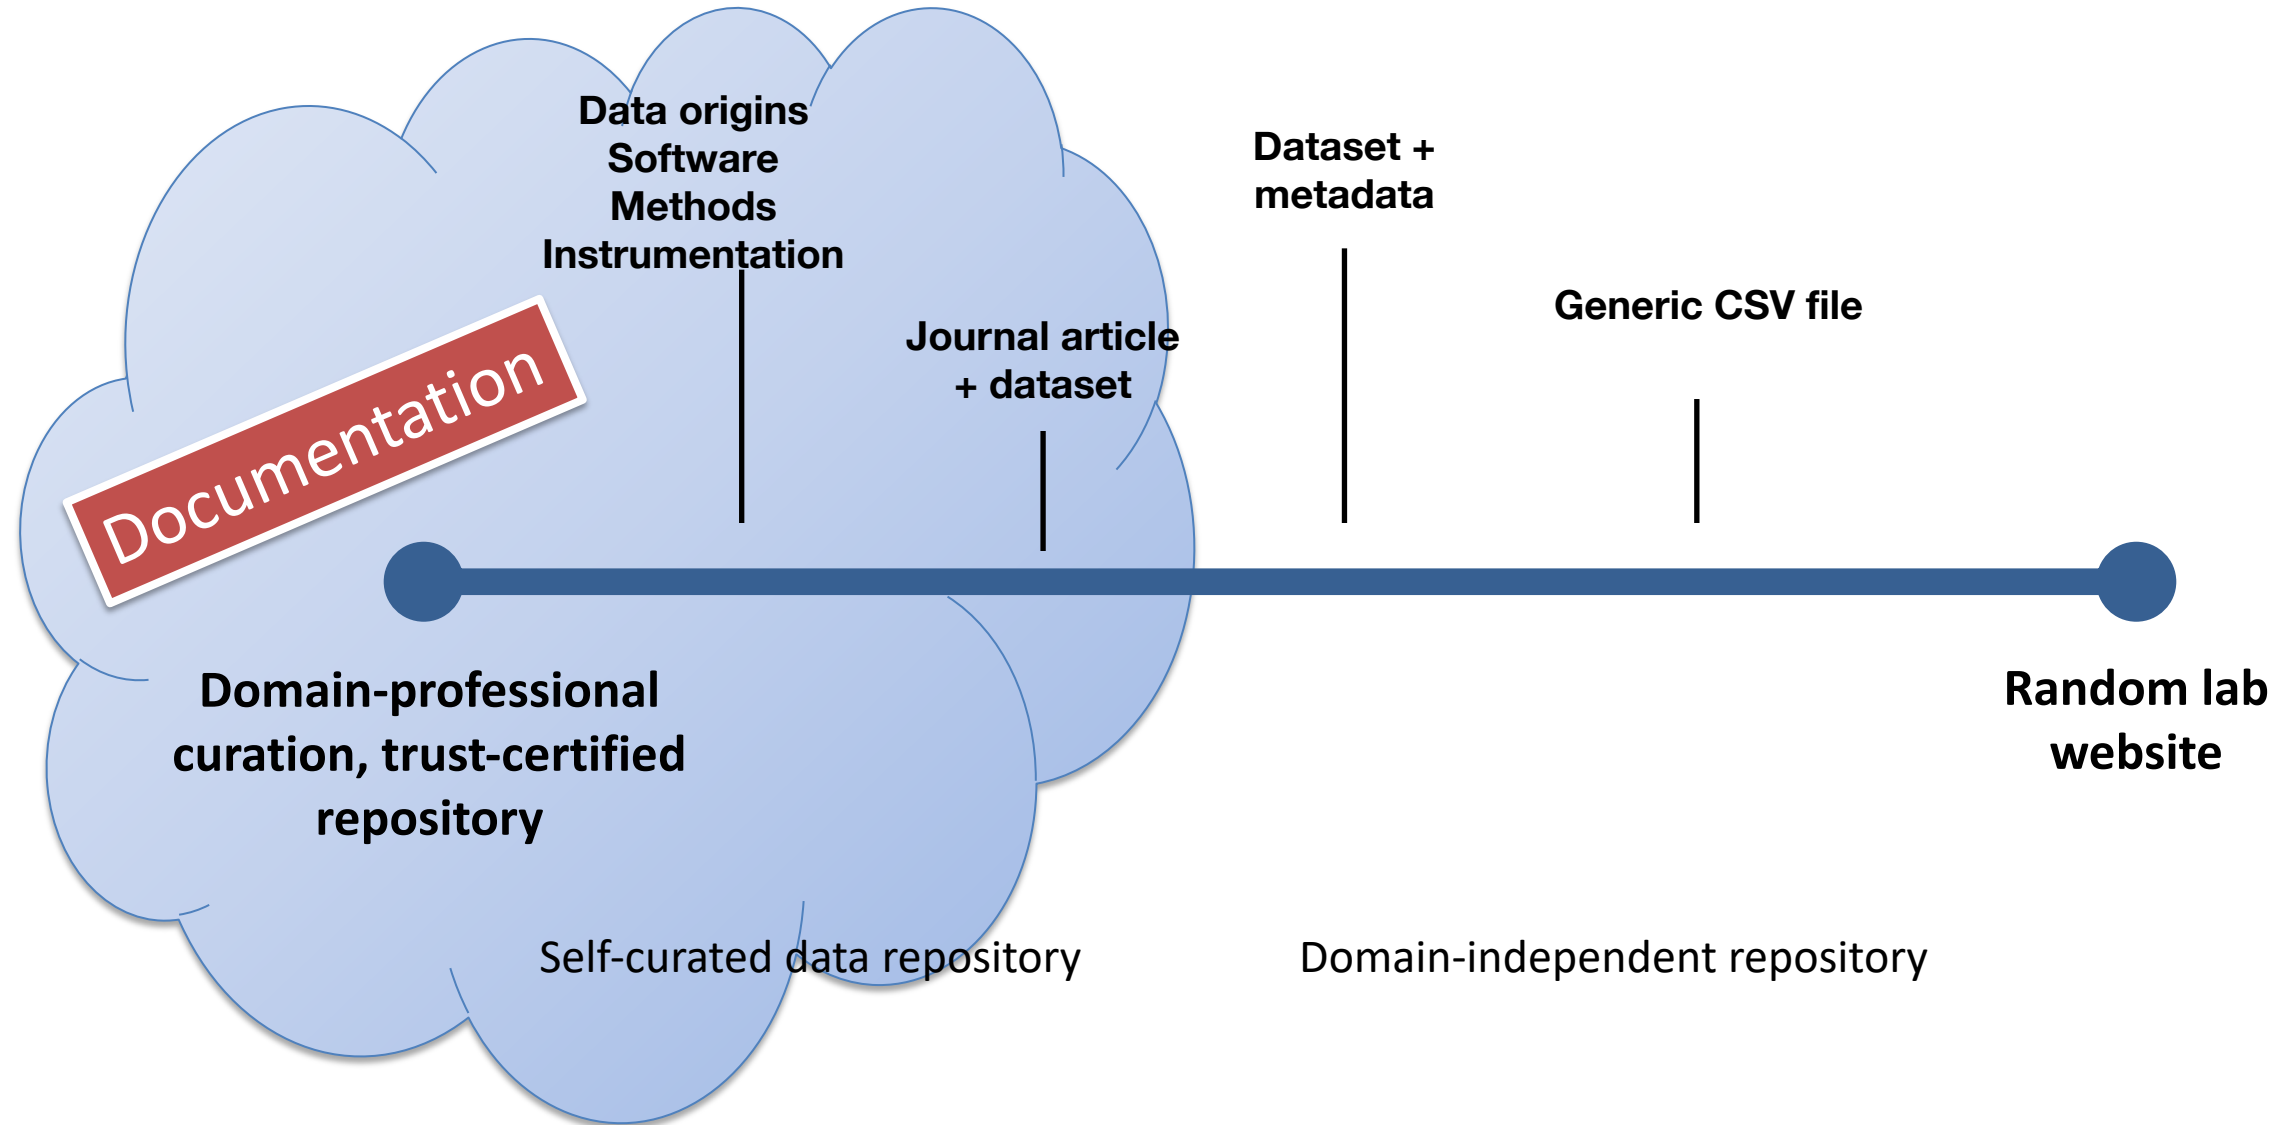 Data origins
Software
Methods
Instrumentation
Dataset +
metadata
Generic CSV file
Journal article
+ dataset
Documentation
Domain-professional
curation, trust-certified
repository
Random lab
website
Self-curated data repository
Domain-independent repository